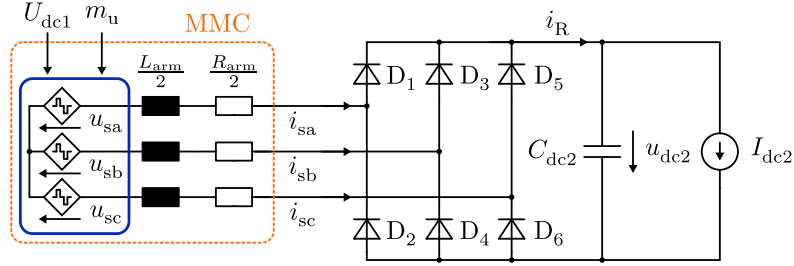 U_dc1 m_u MMC
i_R
L_arm/2 R_arm/2
D_1 D_3 D_5
u_sa i_sa
u_sb i_sb
C_dc2 u_dc2 I_dc2
u_sc i_sc
D_2 D_4 D_6